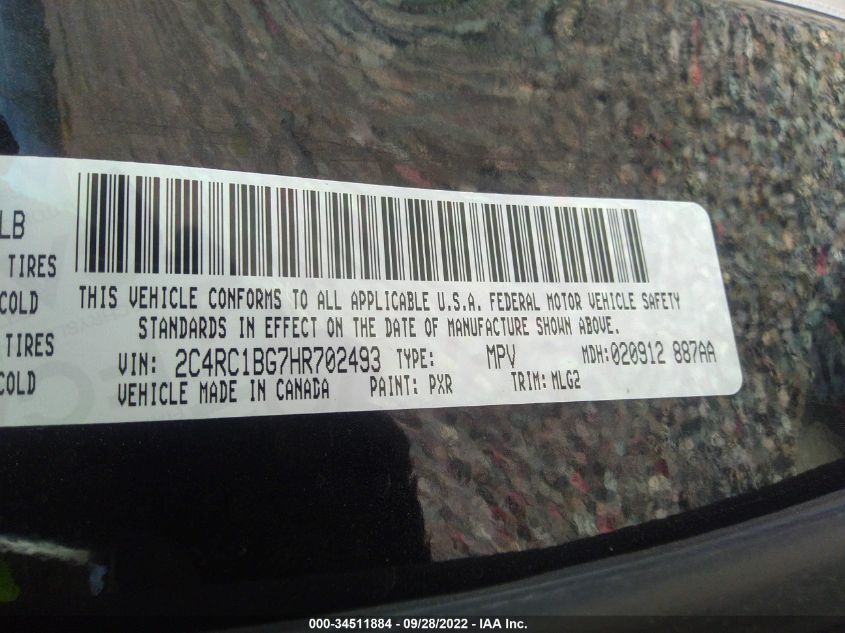 LB
TIRES
COLD
TIRES
COLD
THIS VEHICLE CONFORMS TO ALL APPLICABLE U.S.A. FEDERAL MOTOR VEHICLE SAFETY
STANDARDS IN EFFECT ON THE DATE OF MANUFACTURE SHOWN ABOVE.
VIN: 2C4RC1BG7HR702493 TYPE: MPV MDH:020912 887AA
VEHICLE MADE IN CANADA PAINT: PXR TRIM: MLG2
000-34511884 / 09/28/2022 / IAA Inc.